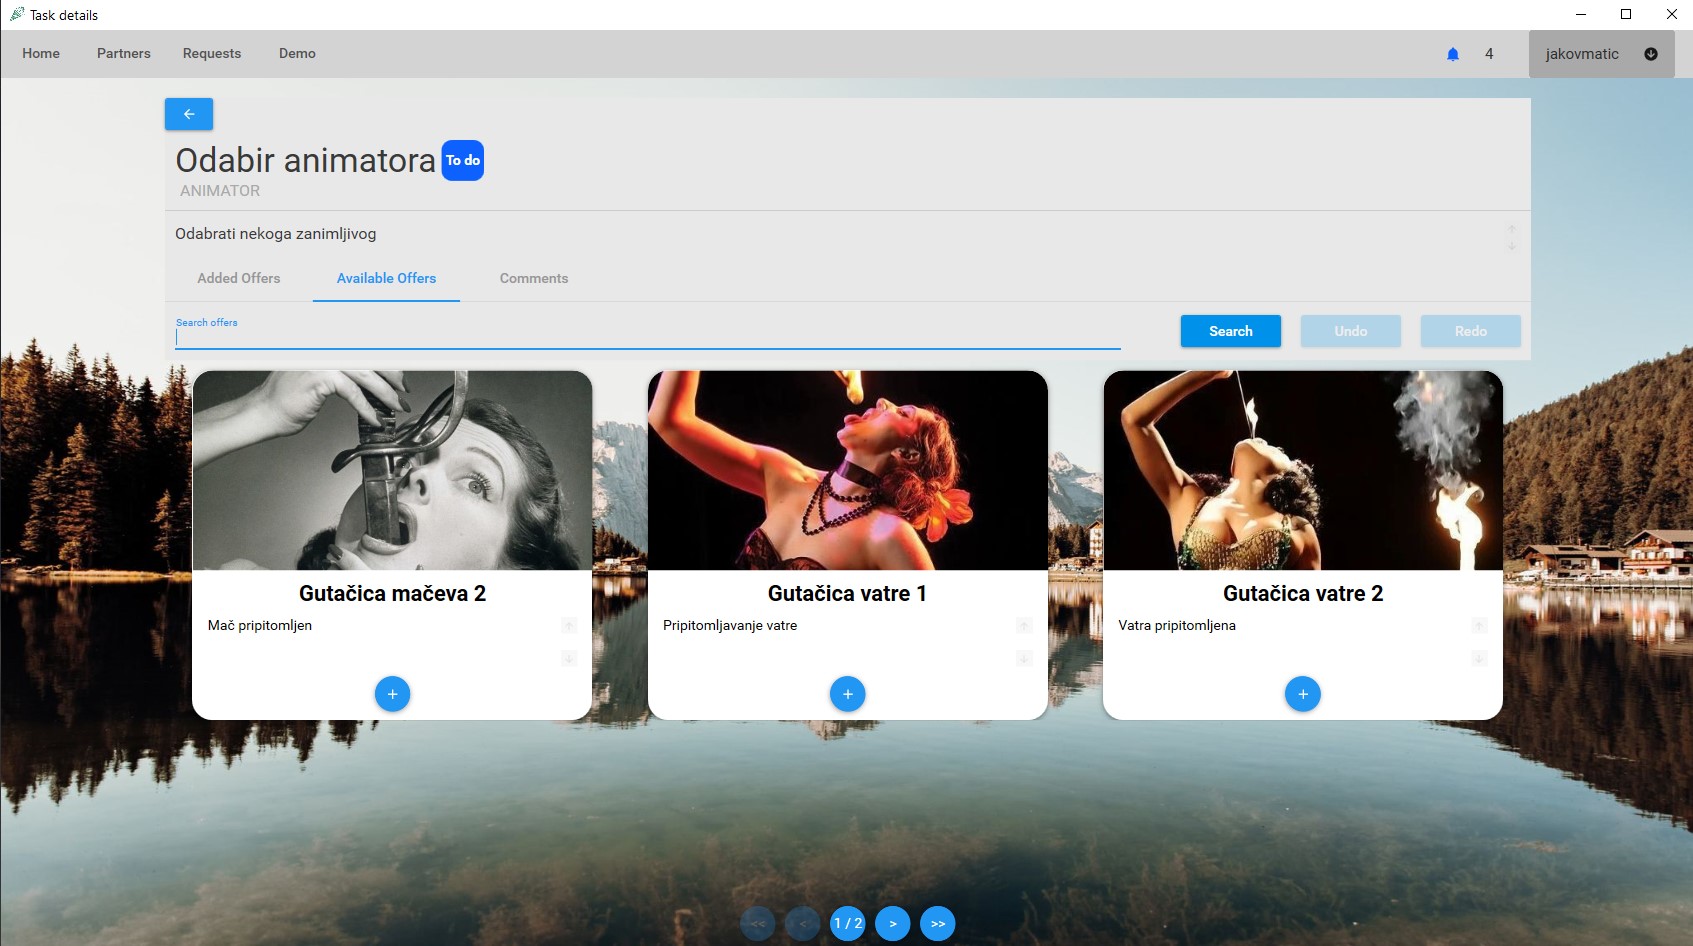 Task details
Home Partners Requests Demo 4 jakovmatic
Odabir animatora To do
ANIMATOR
Odabrati nekoga zanimljivog
Added Offers Available Offers Comments
Search offers
Search Undo Redo
Gutačica mačeva 2
Mač pripitomljen
+
Gutačica vatre 1
Pripitomljavanje vatre
+
Gutačica vatre 2
Vatra pripitomljena
+
<< < 1 / 2 > >>